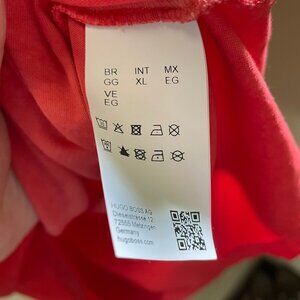 BR INT MX
GG XL EG
VE
EG
HUGO BOSS AG
Dieselstrasse 12
72555 Metzingen
Germany
hugoboss.com